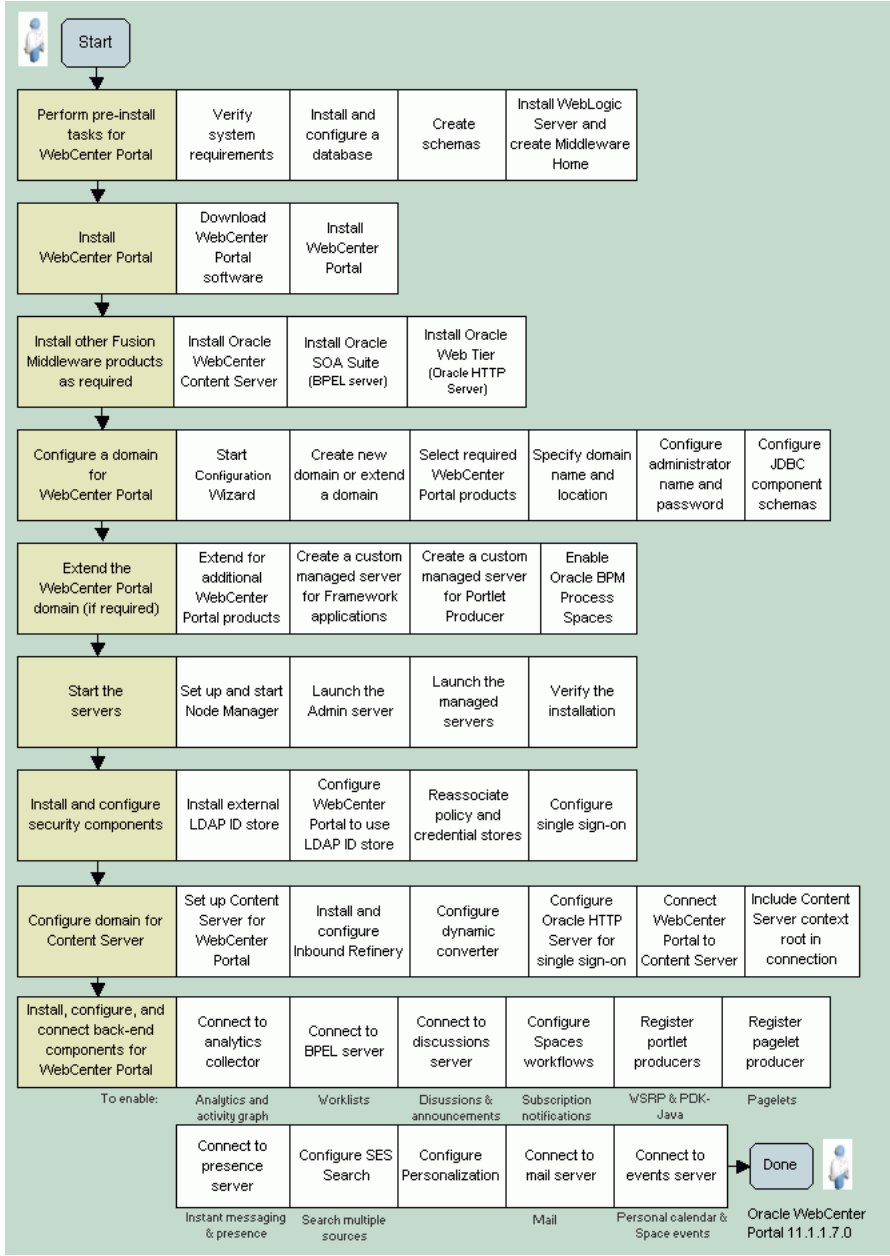 Start
Perform pre-install
tasks for
WebCenter Portal
Verify
system
requirements
Install and
configure a
database
Create
schemas
Install WebLogic
Server and
create Middleware
Home
Install
WebCenter Portal
Download
WebCenter
Portal
software
Install
WebCenter
Portal
Install other Fusion
Middleware products
as required
Install Oracle
WebCenter
Content Server
Install Oracle
SOA Suite
(BPEL server)
Install Oracle
Web Tier
(Oracle HTTP
Server)
Configure a domain
for
WebCenter Portal
Start
Configuration
Wizard
Create new
domain or extend
a domain
Select required
WebCenter
Portal products
Specify domain
name and
location
Configure
administrator
name and
password
Configure
JDBC
component
schemas
Extend the
WebCenter Portal
domain (if required)
Extend for
additional
WebCenter
Portal products
Create a custom
managed server
for Framework
applications
Create a custom
managed server
for Portlet
Producer
Enable
Oracle BPM
Process
Spaces
Start the
servers
Set up and start
Node Manager
Launch the
Admin server
Launch the
managed
servers
Verify the
installation
Install and configure
security components
Install external
LDAP ID store
Configure
WebCenter
Portal to use
LDAP ID store
Reassociate
policy and
credential stores
Configure
single sign-on
Configure domain for
Content Server
Set up Content
Server for
WebCenter
Portal
Install and
configure
Inbound Refinery
Configure
dynamic
converter
Configure
Oracle HTTP
Server for
single sign-on
Connect
WebCenter
Portal to
Content Server
Include Content
Server context
root in
connection
Install, configure, and
connect back-end
components for
WebCenter Portal
Connect to
analytics
collector
Connect to
BPEL server
Connect to
discussions
server
Configure
Spaces
workflows
Register
portlet
producers
Register
pagelet
producer
To enable:
Analytics and
activity graph
Worklists
Disussions &
announcements
Subscription
notifications
WSRP & PDK-
Java
Pagelets
Connect to
presence
server
Configure SES
Search
Configure
Personalization
Connect to
mail server
Connect to
events server
Done
Instant messaging
& presence
Search multiple
sources
Mail
Personal calendar &
Space events
Oracle WebCenter
Portal 11.1.1.7.0